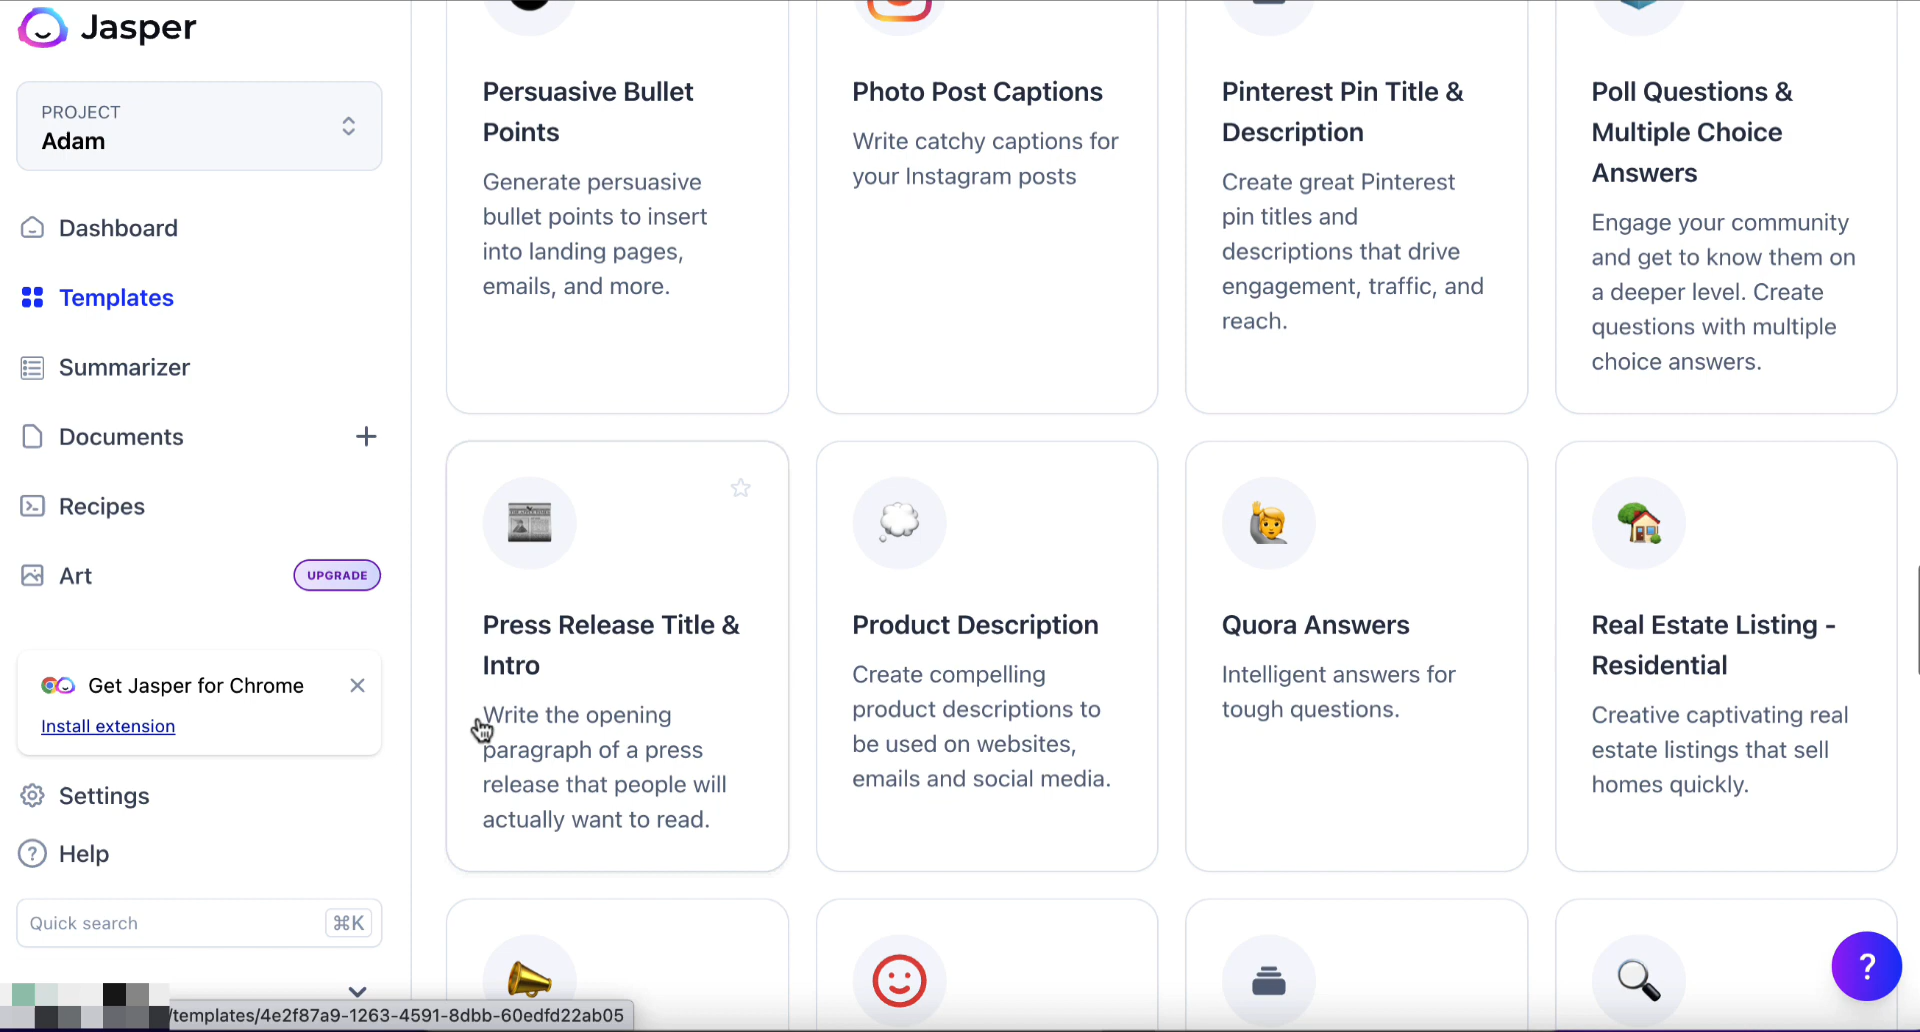 Jasper
PROJECT
Adam
Dashboard
Templates
Summarizer
Documents
Recipes
Art
UPGRADE
Get Jasper for Chrome
Install extension
Settings
Help
Quick search
⌘K
/templates/4e2f87a9-1263-4591-8dbb-60edfd22ab05
Persuasive Bullet
Points
Generate persuasive
bullet points to insert
into landing pages,
emails, and more.
Photo Post Captions
Write catchy captions for
your Instagram posts
Pinterest Pin Title &
Description
Create great Pinterest
pin titles and
descriptions that drive
engagement, traffic, and
reach.
Poll Questions &
Multiple Choice
Answers
Engage your community
and get to know them on
a deeper level. Create
questions with multiple
choice answers.
Press Release Title &
Intro
Write the opening
paragraph of a press
release that people will
actually want to read.
Product Description
Create compelling
product descriptions to
be used on websites,
emails and social media.
Quora Answers
Intelligent answers for
tough questions.
Real Estate Listing -
Residential
Creative captivating real
estate listings that sell
homes quickly.
?